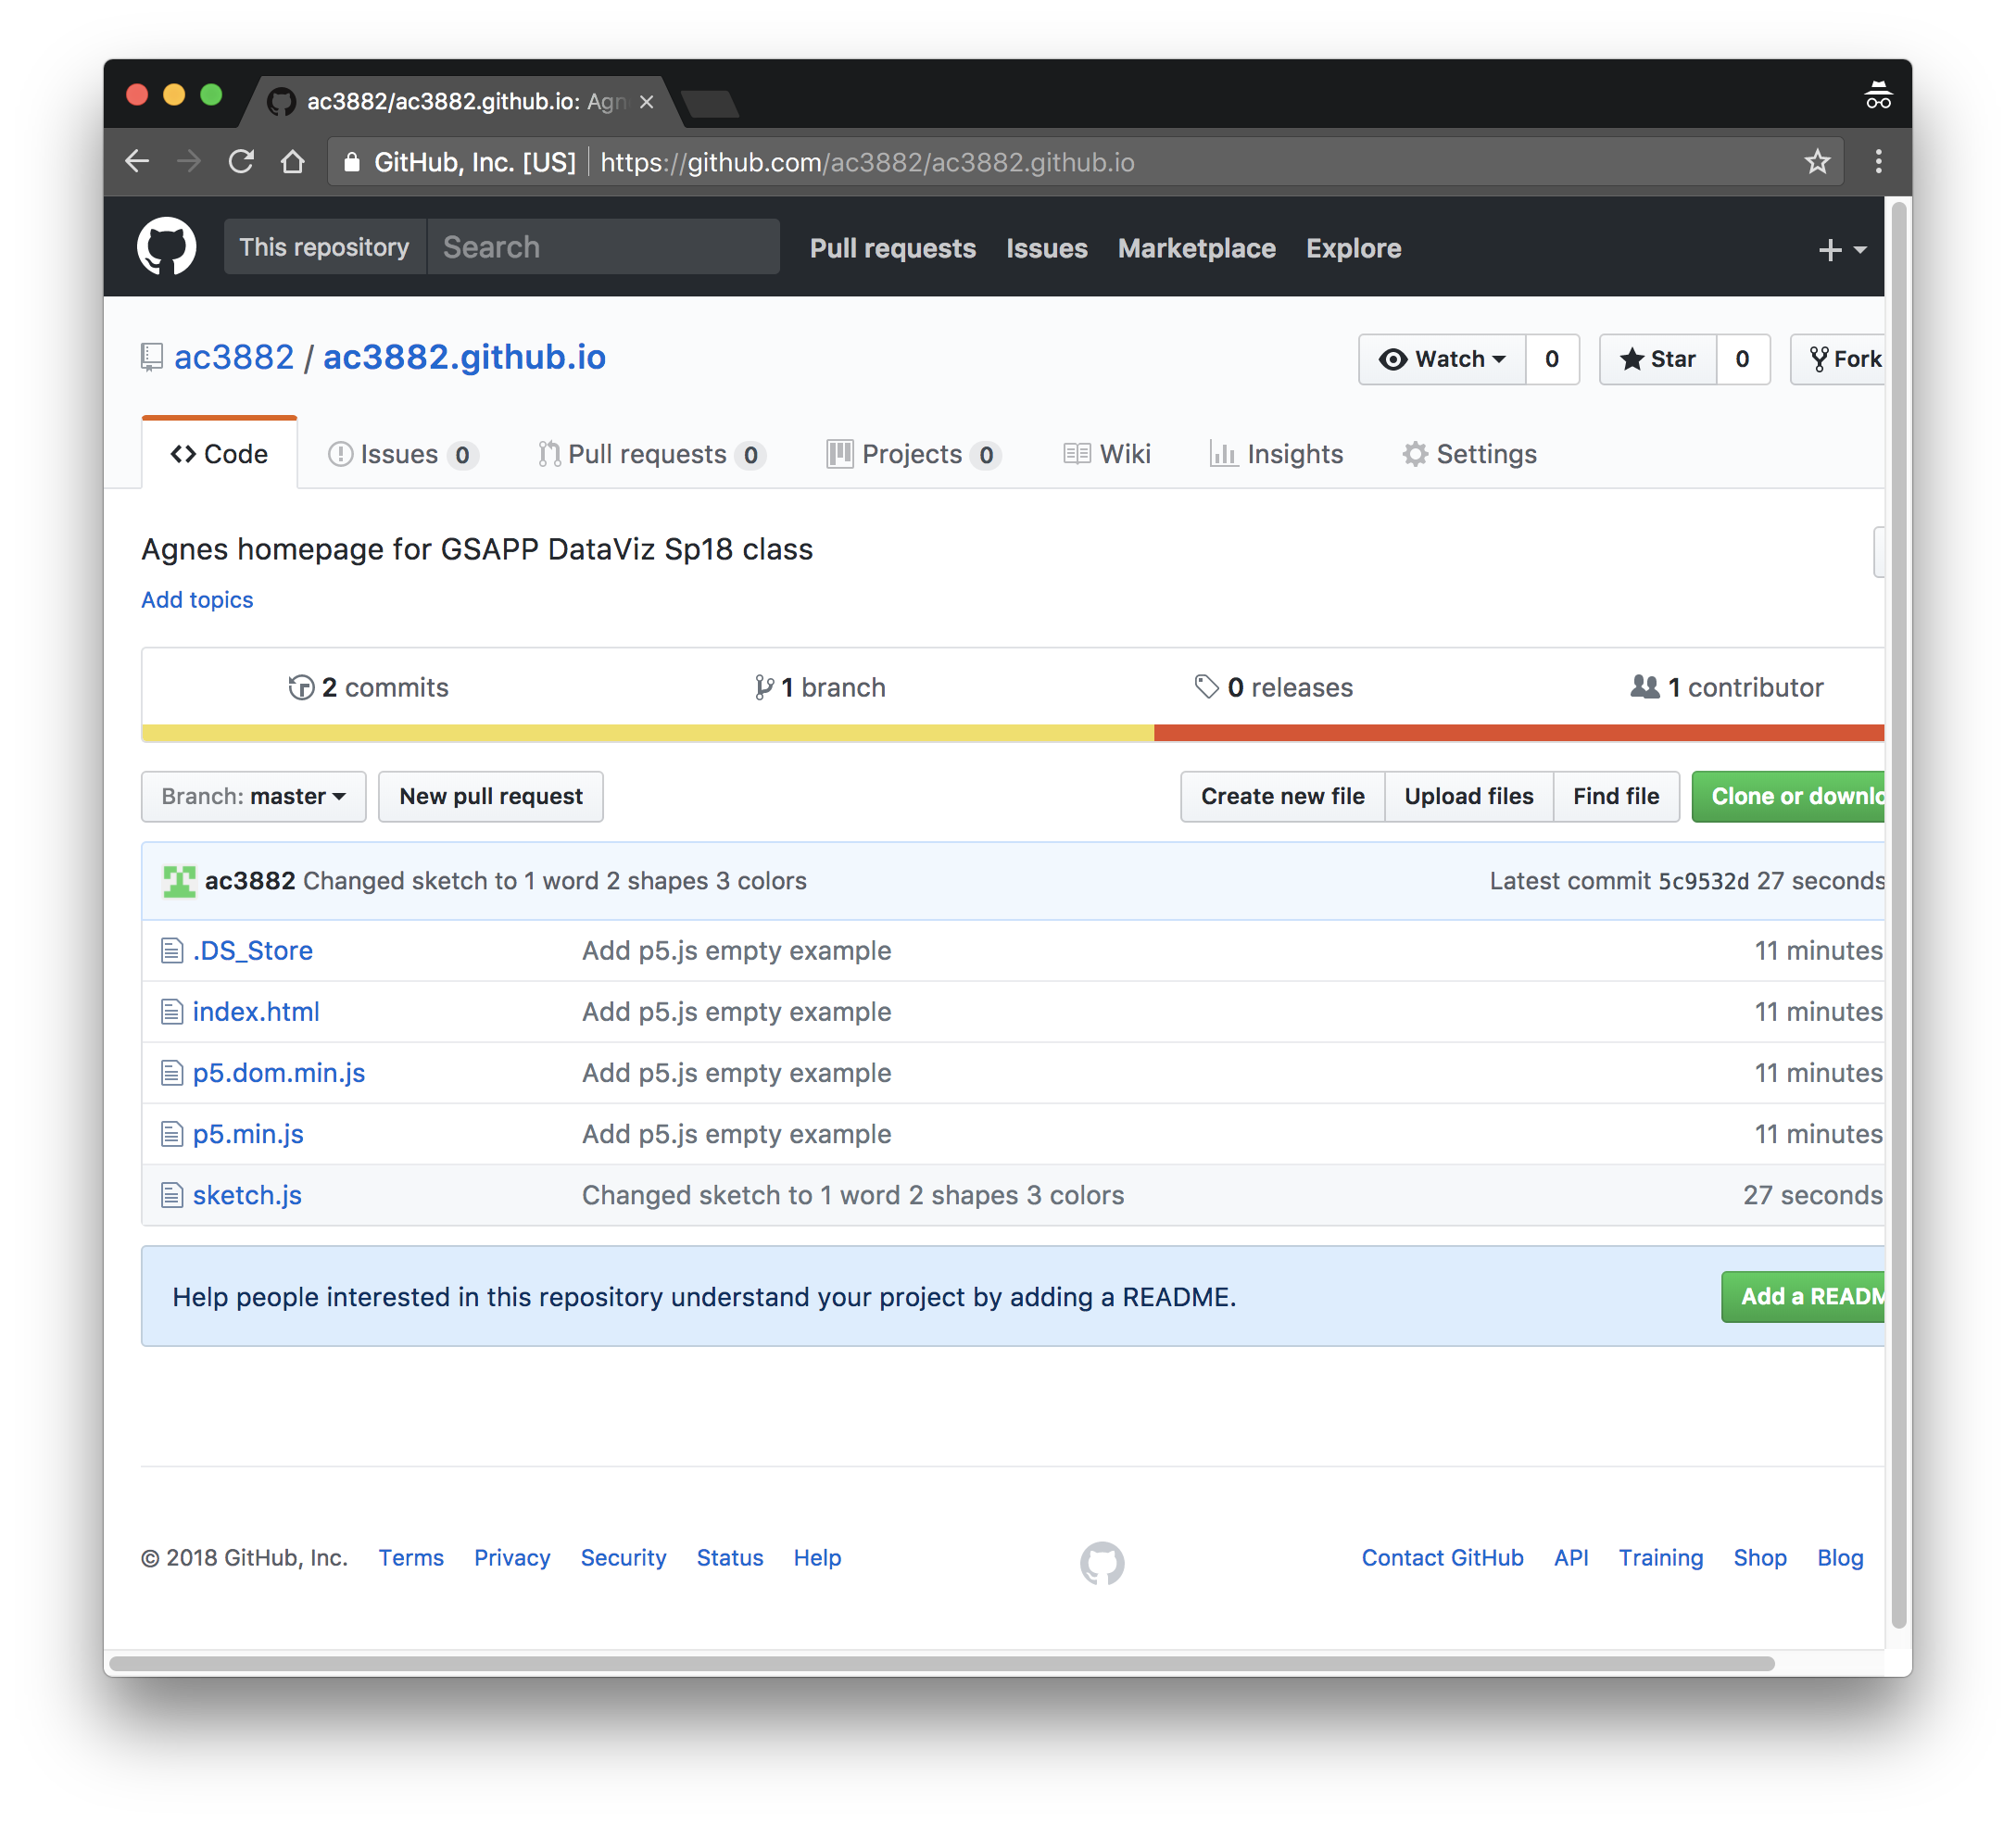 ac3882/ac3882.github.io: Agn
GitHub, Inc. [US] https://github.com/ac3882/ac3882.github.io
This repository Search Pull requests Issues Marketplace Explore
ac3882 / ac3882.github.io Watch 0 Star 0 Fork
Code Issues 0 Pull requests 0 Projects 0 Wiki Insights Settings
Agnes homepage for GSAPP DataViz Sp18 class
Add topics
2 commits 1 branch 0 releases 1 contributor
Branch: master New pull request Create new file Upload files Find file Clone or downlo
ac3882 Changed sketch to 1 word 2 shapes 3 colors Latest commit 5c9532d 27 seconds
.DS_Store Add p5.js empty example 11 minutes
index.html Add p5.js empty example 11 minutes
p5.dom.min.js Add p5.js empty example 11 minutes
p5.min.js Add p5.js empty example 11 minutes
sketch.js Changed sketch to 1 word 2 shapes 3 colors 27 seconds
Help people interested in this repository understand your project by adding a README. Add a READM
© 2018 GitHub, Inc. Terms Privacy Security Status Help Contact GitHub API Training Shop Blog